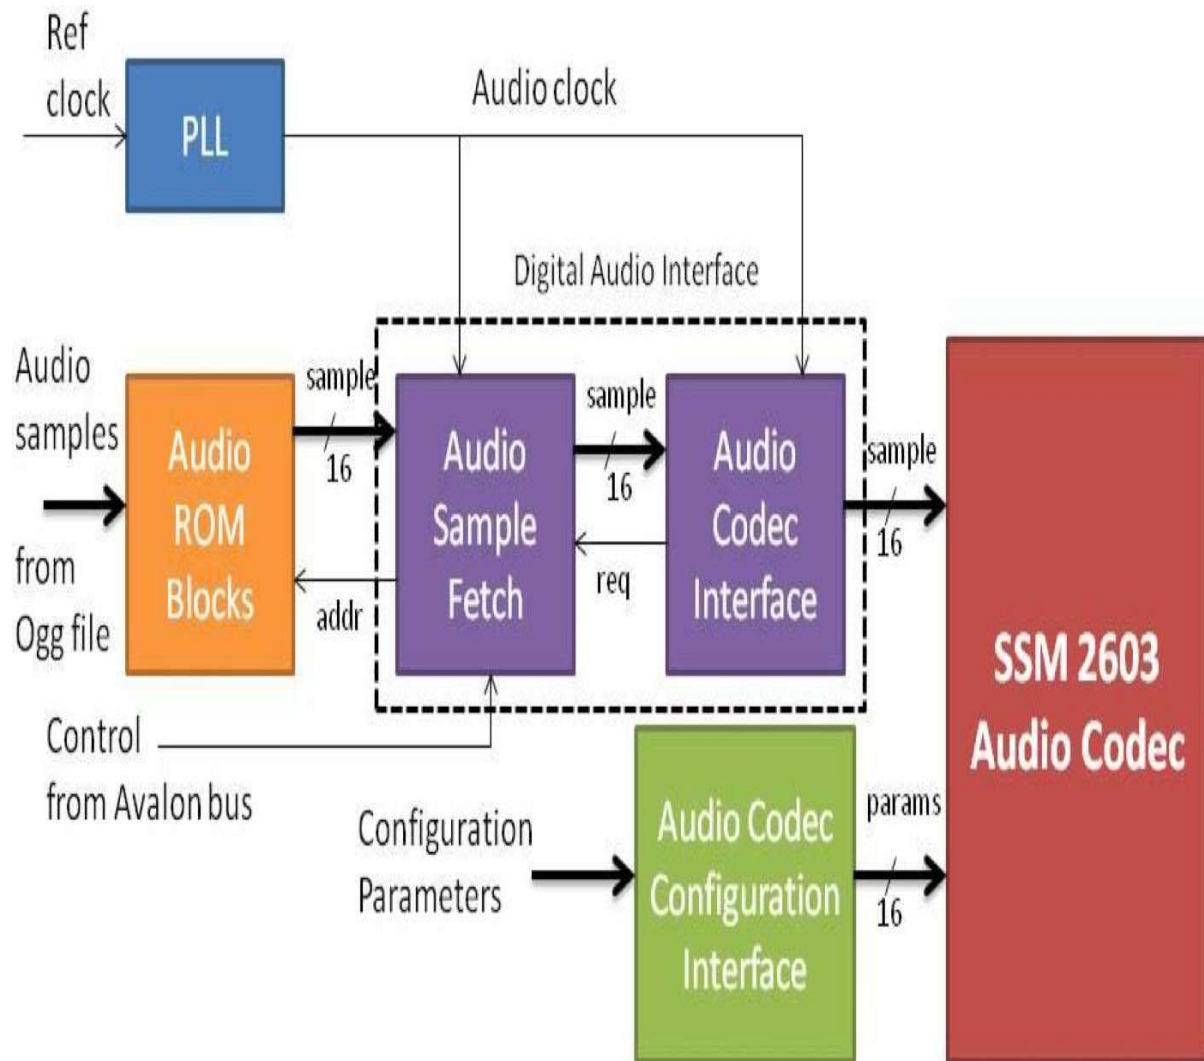 Ref
clock
PLL
Audio clock
Digital Audio Interface
Audio
samples
from
Ogg file
Audio
ROM
Blocks
sample
16
addr
Audio
Sample
Fetch
sample
16
req
Audio
Codec
Interface
sample
16
SSM 2603
Audio Codec
Control
from Avalon bus
Configuration
Parameters
Audio Codec
Configuration
Interface
params
16